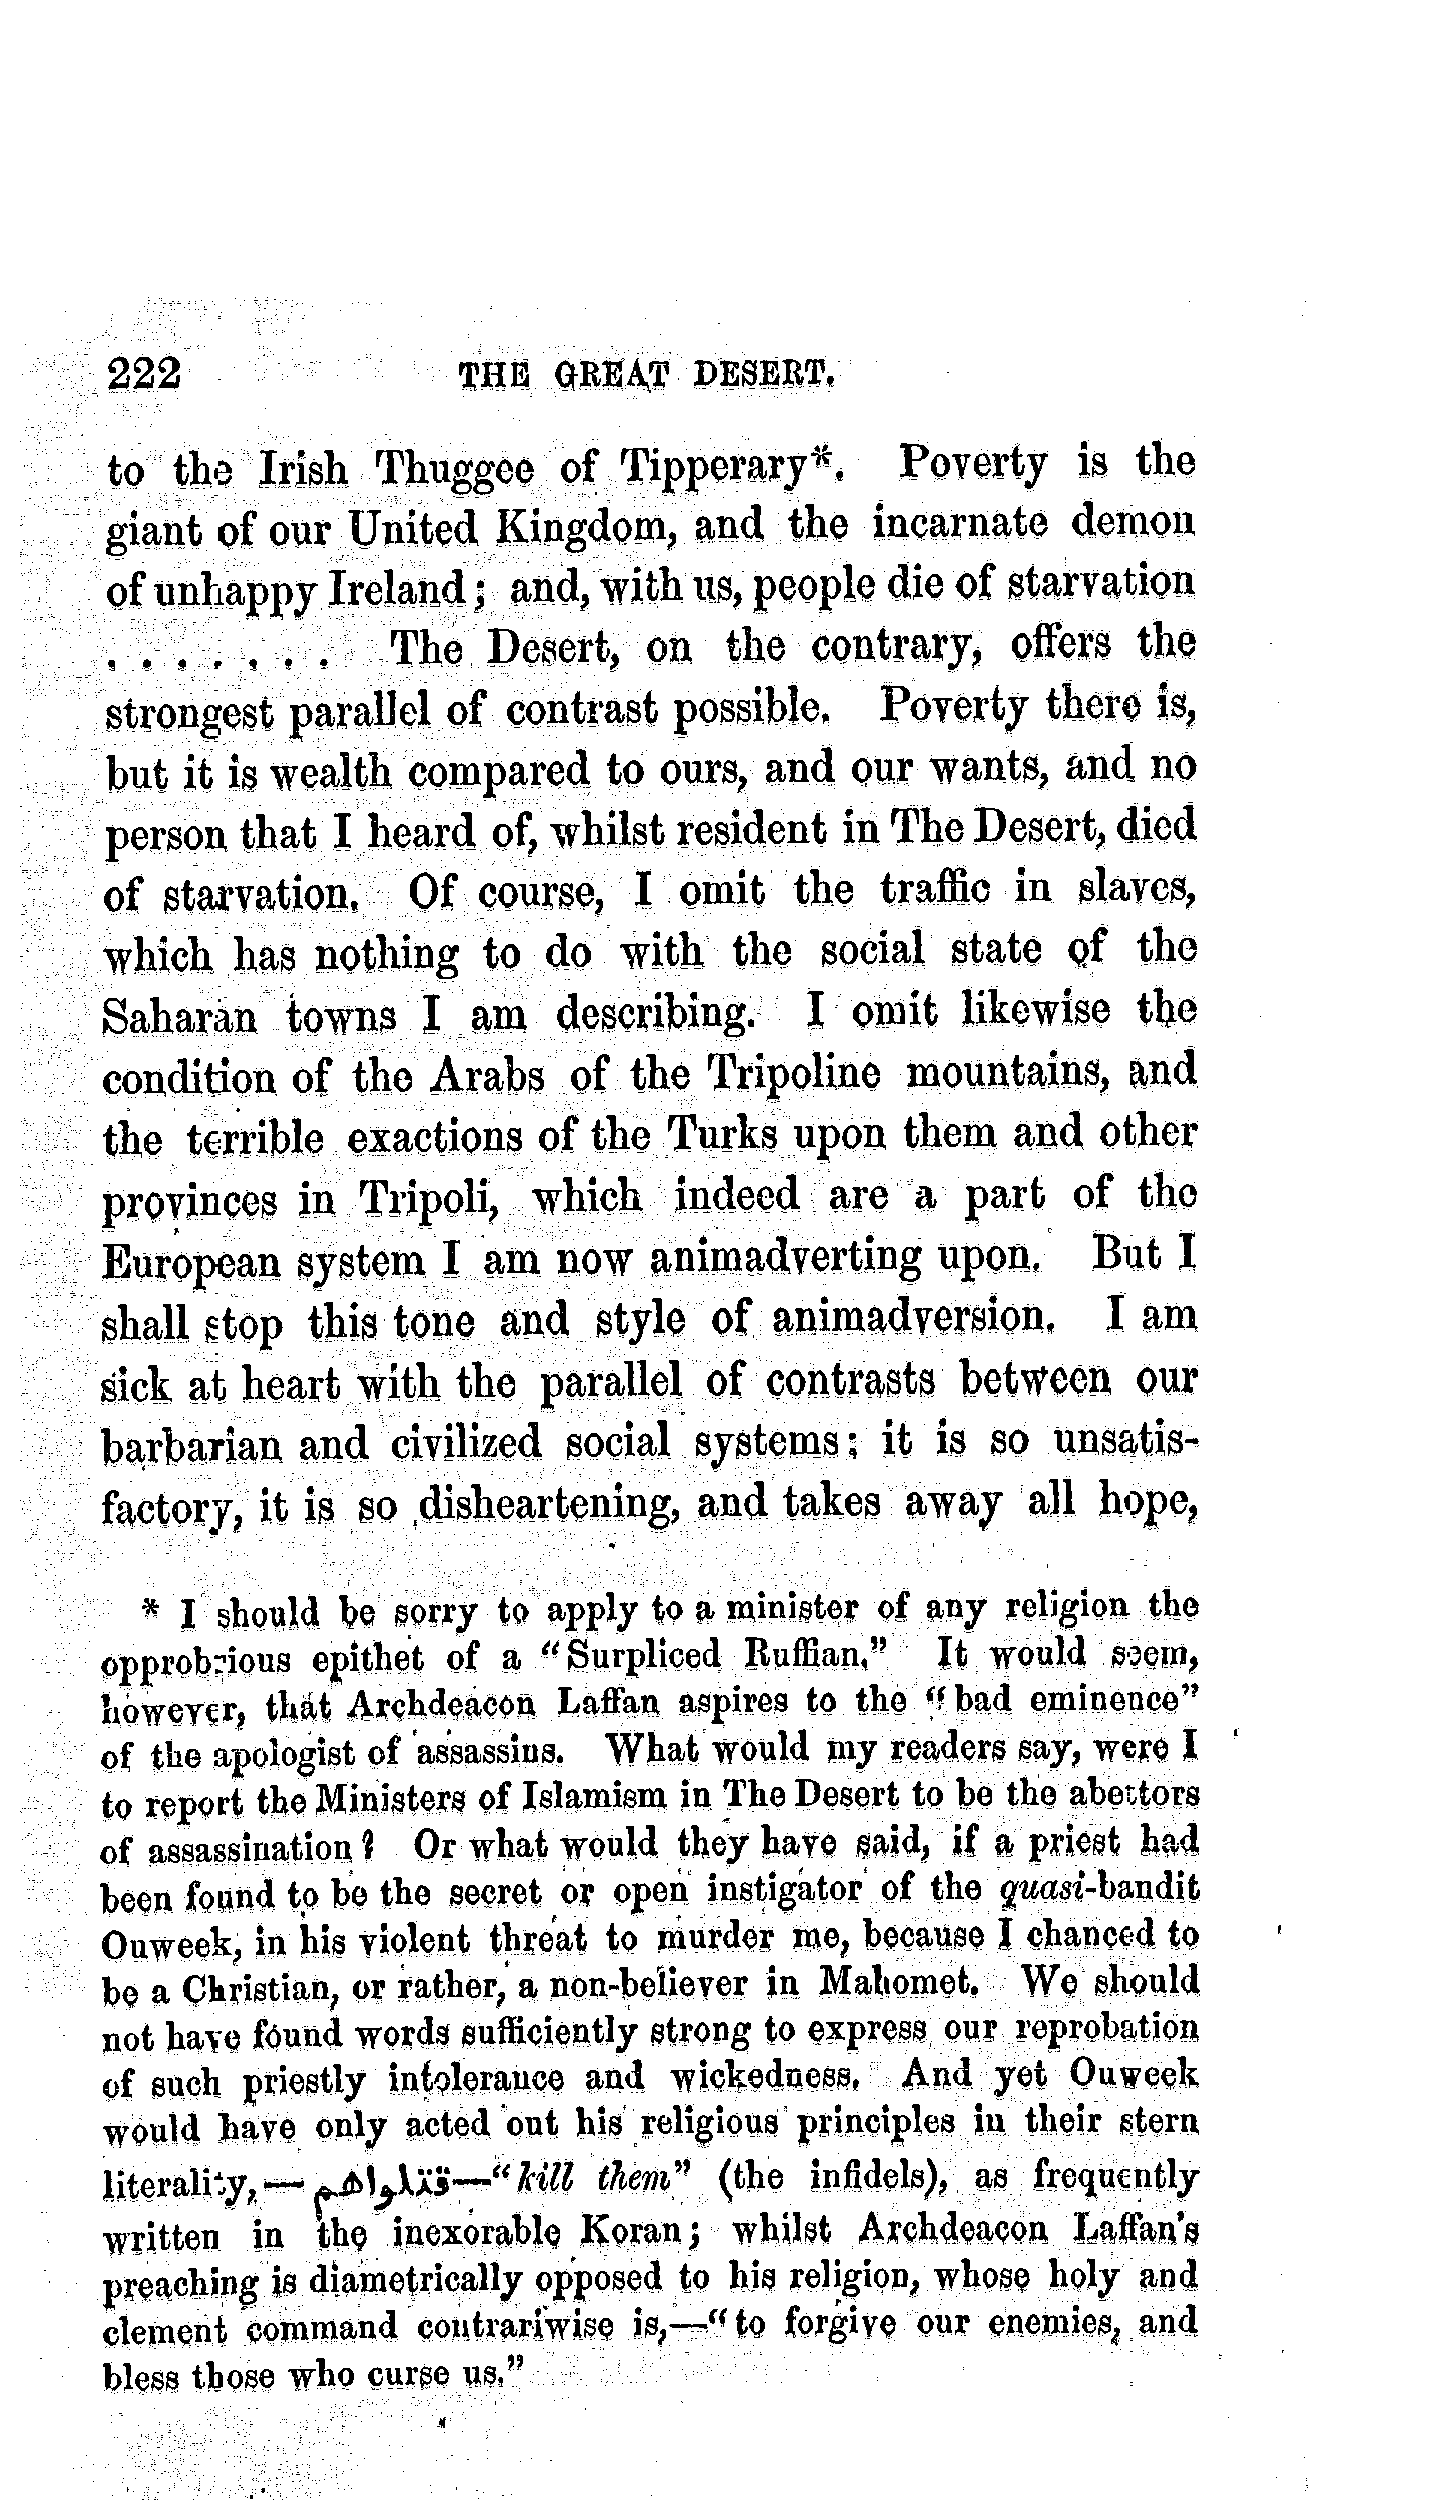 222 THE GREAT DESERT.
to the Irish Thuggee of Tipperary*. Poverty is the
giant of our United Kingdom, and the incarnate demon
of unhappy Ireland; and, with us, people die of starvation
. . . . . . . The Desert, on the contrary, offers the
strongest parallel of contrast possible. Poverty there is,
but it is wealth compared to ours, and our wants, and no
person that I heard of, whilst resident in The Desert, died
of starvation. Of course, I omit the traffic in slaves,
which has nothing to do with the social state of the
Saharan towns I am describing. I omit likewise the
condition of the Arabs of the Tripoline mountains, and
the terrible exactions of the Turks upon them and other
provinces in Tripoli, which indeed are a part of the
European system I am now animadverting upon. But I
shall stop this tone and style of animadversion. I am
sick at heart with the parallel of contrasts between our
barbarian and civilized social systems: it is so unsatis-
factory, it is so disheartening, and takes away all hope,
* I should be sorry to apply to a minister of any religion the
opprobrious epithet of a “Surpliced Ruffian.” It would seem,
however, that Archdeacon Laffan aspires to the “bad eminence”
of the apologist of assassins. What would my readers say, were I
to report the Ministers of Islamism in The Desert to be the abettors
of assassination? Or what would they have said, if a priest had
been found to be the secret or open instigator of the quasi-bandit
Ouweek, in his violent threat to murder me, because I chanced to
be a Christian, or rather, a non-believer in Mahomet. We should
not have found words sufficiently strong to express our reprobation
of such priestly intolerance and wickedness. And yet Ouweek
would have only acted out his religious principles in their stern
literality,—قتلواهم—“kill them” (the infidels), as frequently
written in the inexorable Koran; whilst Archdeacon Laffan's
preaching is diametrically opposed to his religion, whose holy and
clement command contrariwise is,—“to forgive our enemies, and
bless those who curse us.”